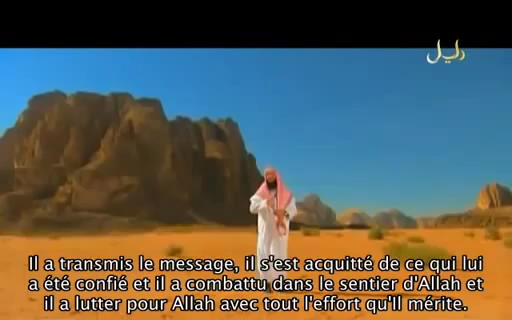 دليل
Il a transmis le message, il s'est acquitté de ce qui lui
a été confié et il a combattu dans le sentier d'Allah et
il a lutter pour Allah avec tout l'effort qu'Il mérite.